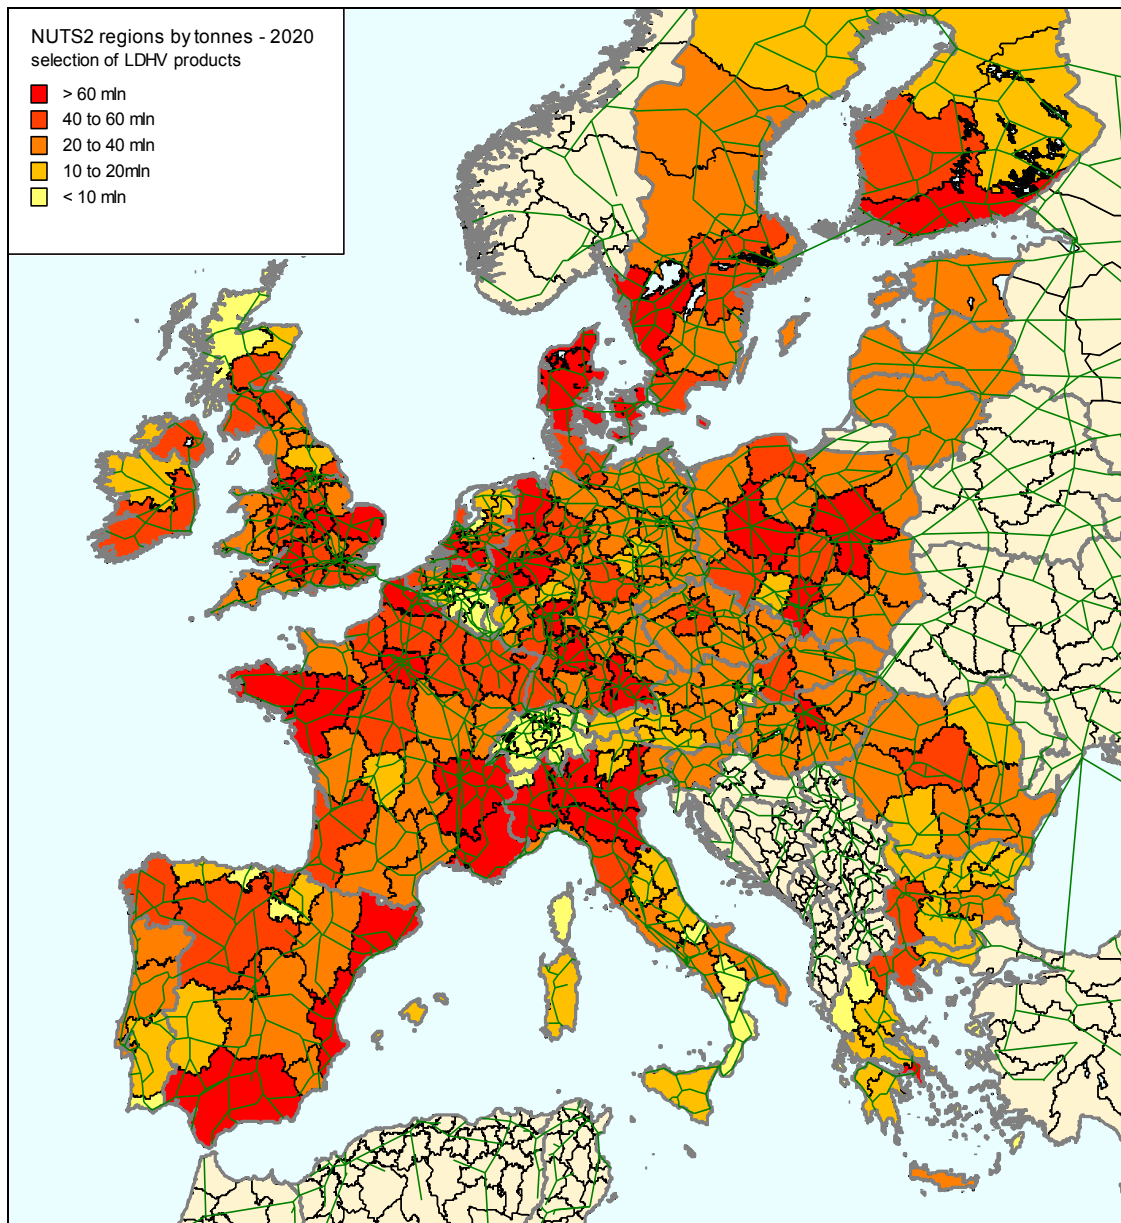 NUTS2 regions by tonnes - 2020
selection of LDHV products
> 60 mln
40 to 60 mln
20 to 40 mln
10 to 20mln
< 10 mln